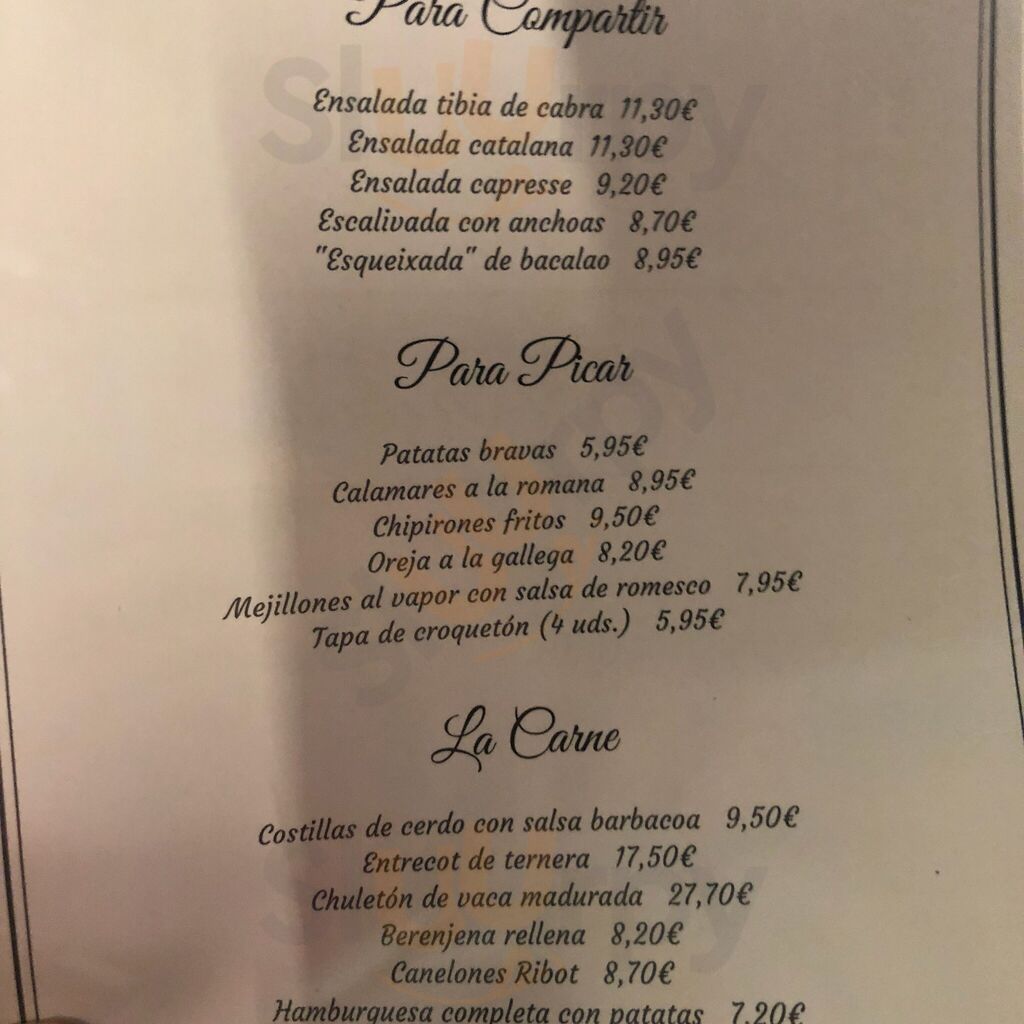 Para Compartir
Ensalada tibia de cabra 11,30€
Ensalada catalana 11,30€
Ensalada capresse 9,20€
Escalivada con anchoas 8,70€
"Esqueixada" de bacalao 8,95€
Para Picar
Patatas bravas 5,95€
Calamares a la romana 8,95€
Chipirones fritos 9,50€
Oreja a la gallega 8,20€
Mejillones al vapor con salsa de romesco 7,95€
Tapa de croquetón (4 uds.) 5,95€
La Carne
Costillas de cerdo con salsa barbacoa 9,50€
Entrecot de ternera 17,50€
Chuletón de vaca madurada 27,70€
Berenjena rellena 8,20€
Canelones Ribot 8,70€
Hamburguesa completa con patatas 7,20€